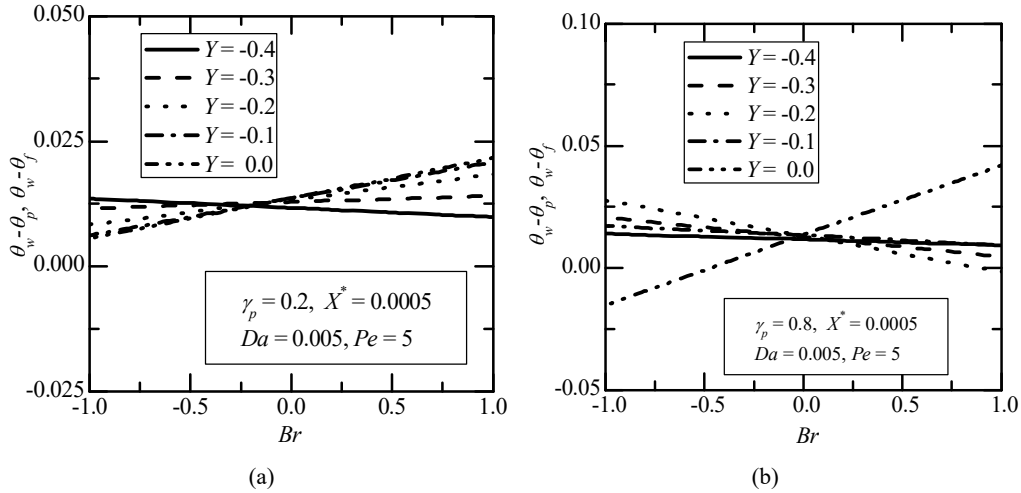 0.050
0.025
0.000
-0.025
θw-θp, θw-θf
Y = -0.4
Y = -0.3
Y = -0.2
Y = -0.1
Y = 0.0
γp = 0.2, X* = 0.0005
Da = 0.005, Pe = 5
-1.0 -0.5 0.0 0.5 1.0
Br
(a)
0.10
0.05
0.00
-0.05
θw-θp, θw-θf
Y = -0.4
Y = -0.3
Y = -0.2
Y = -0.1
Y = 0.0
γp = 0.8, X* = 0.0005
Da = 0.005, Pe = 5
-1.0 -0.5 0.0 0.5 1.0
Br
(b)